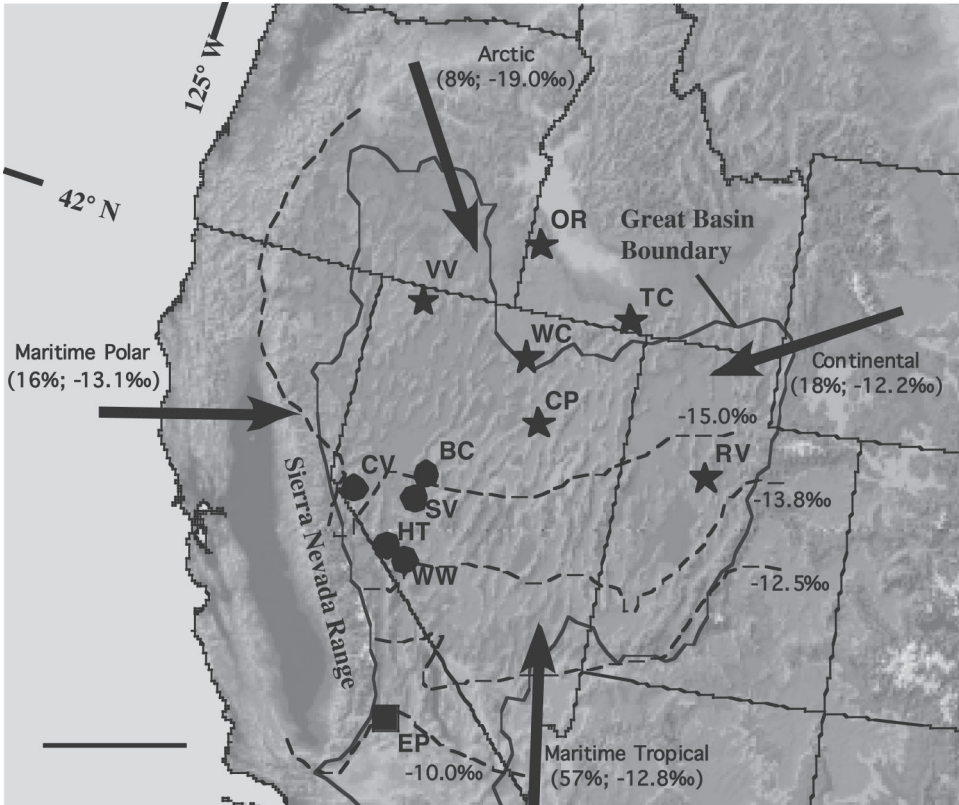 125° W
Arctic
(8%; -19.0‰)
42° N
OR
Great Basin
Boundary
VV
TC
WC
Maritime Polar
(16%; -13.1‰)
Continental
(18%; -12.2‰)
CP
-15.0‰
BC
RV
CV
-13.8‰
SV
Sierra Nevada Range
HT
WW
-12.5‰
EP
Maritime Tropical
(57%; -12.8‰)
-10.0‰